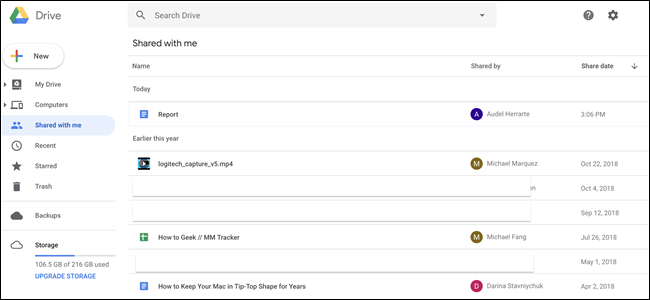 Drive
Search Drive
New
My Drive
Computers
Shared with me
Recent
Starred
Trash
Backups
Storage
106.5 GB of 216 GB used
UPGRADE STORAGE
Shared with me
Name Shared by Share date
Today
Report A Audel Herrarte 3:06 PM
Earlier this year
logitech_capture_v5.mp4 M Michael Marquez Oct 22, 2018
Oct 4, 2018
Sep 12, 2018
How to Geek // MM Tracker M Michael Fang Jul 26, 2018
May 1, 2018
How to Keep Your Mac in Tip-Top Shape for Years D Darina Stavniychuk Apr 2, 2018